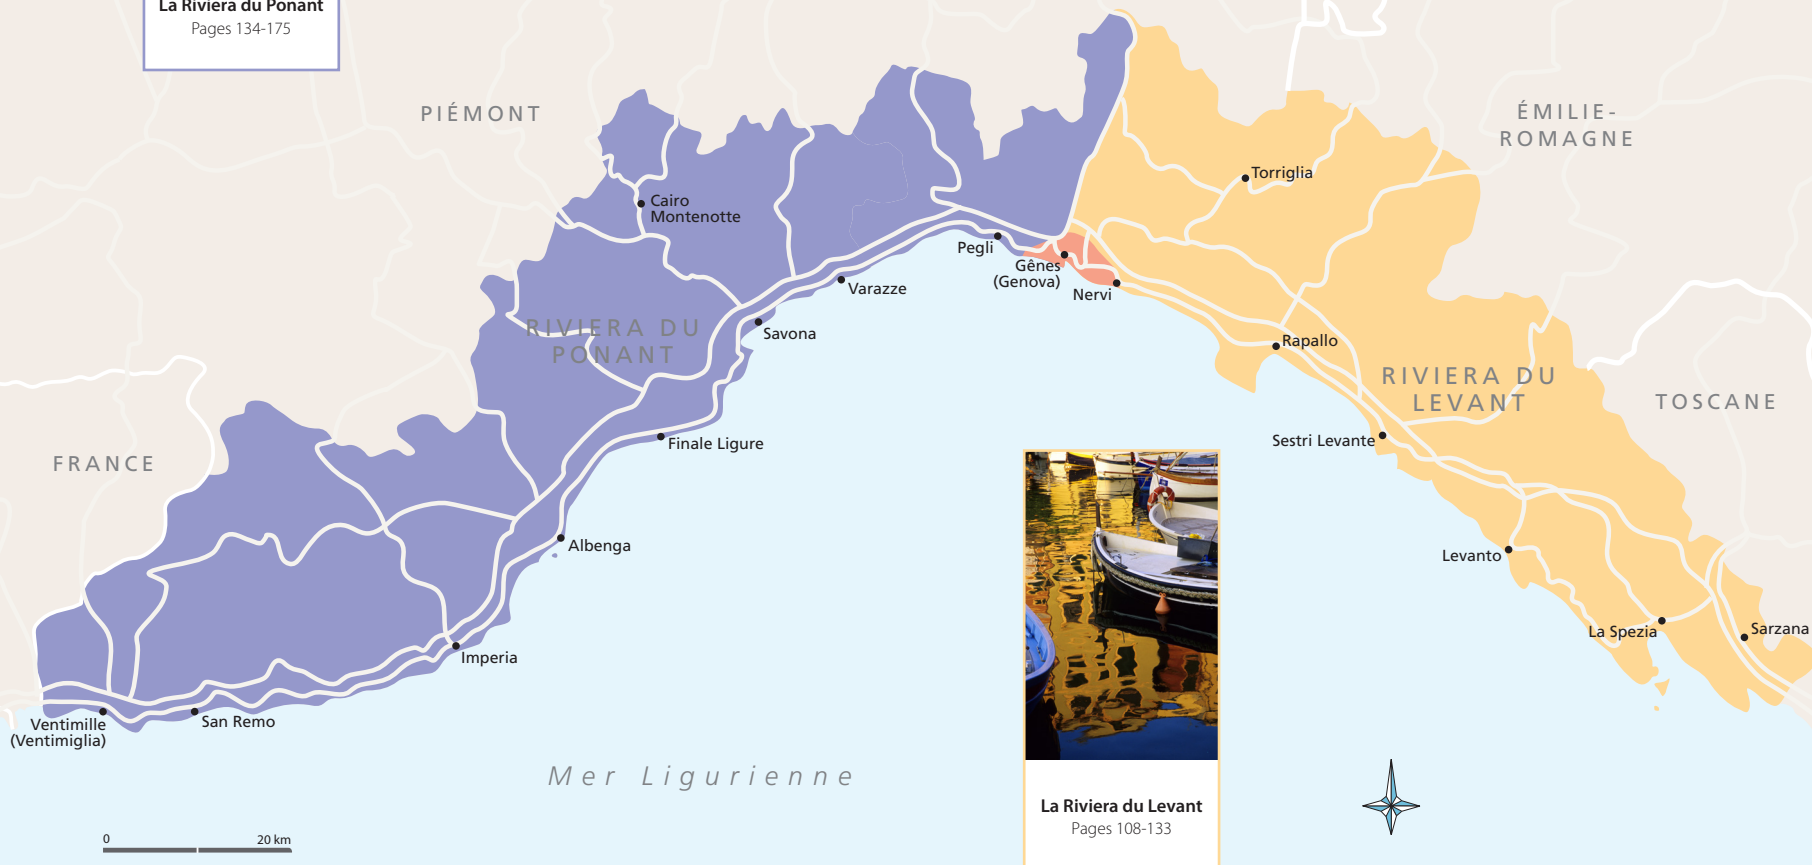 La Riviera du Ponant
Pages 134-175
PIÉMONT
ÉMILIE-
ROMAGNE
Torriglia
Cairo
Montenotte
Pegli
Gênes
(Genova)
Nervi
Varazze
RIVIERA DU
PONANT
Savona
Rapallo
RIVIERA DU
LEVANT
TOSCANE
Sestri Levante
Finale Ligure
FRANCE
Albenga
Levanto
La Spezia
Sarzana
Imperia
San Remo
Ventimille
(Ventimiglia)
Mer Ligurienne
La Riviera du Levant
Pages 108-133
0 20 km